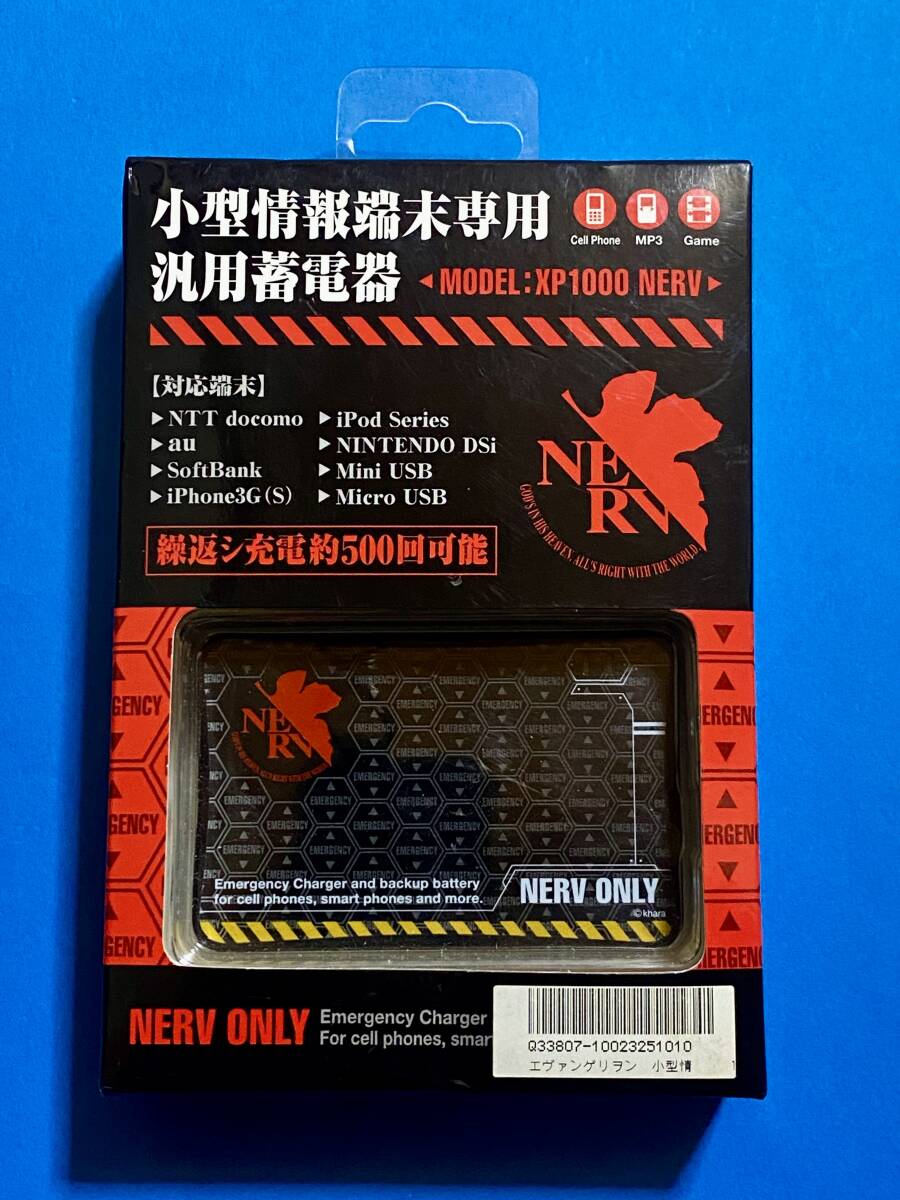 小型情報端末専用
汎用蓄電器
Cell Phone
MP3
Game
MODEL:XP1000 NERV
【対応端末】
NTT docomo
au
SoftBank
iPhone3G(S)
iPod Series
NINTENDO DSi
Mini USB
Micro USB
NERV
GOD'S IN HIS HEAVEN. ALL'S RIGHT WITH THE WORLD.
繰返シ充電約500回可能
NERV
EMERGENCY
Emergency Charger and backup battery
for cell phones, smart phones and more.
NERV ONLY
©khara
NERV ONLY
Emergency Charger
For cell phones, smar
Q33807-10023251010
エヴァンゲリヲン 小型情